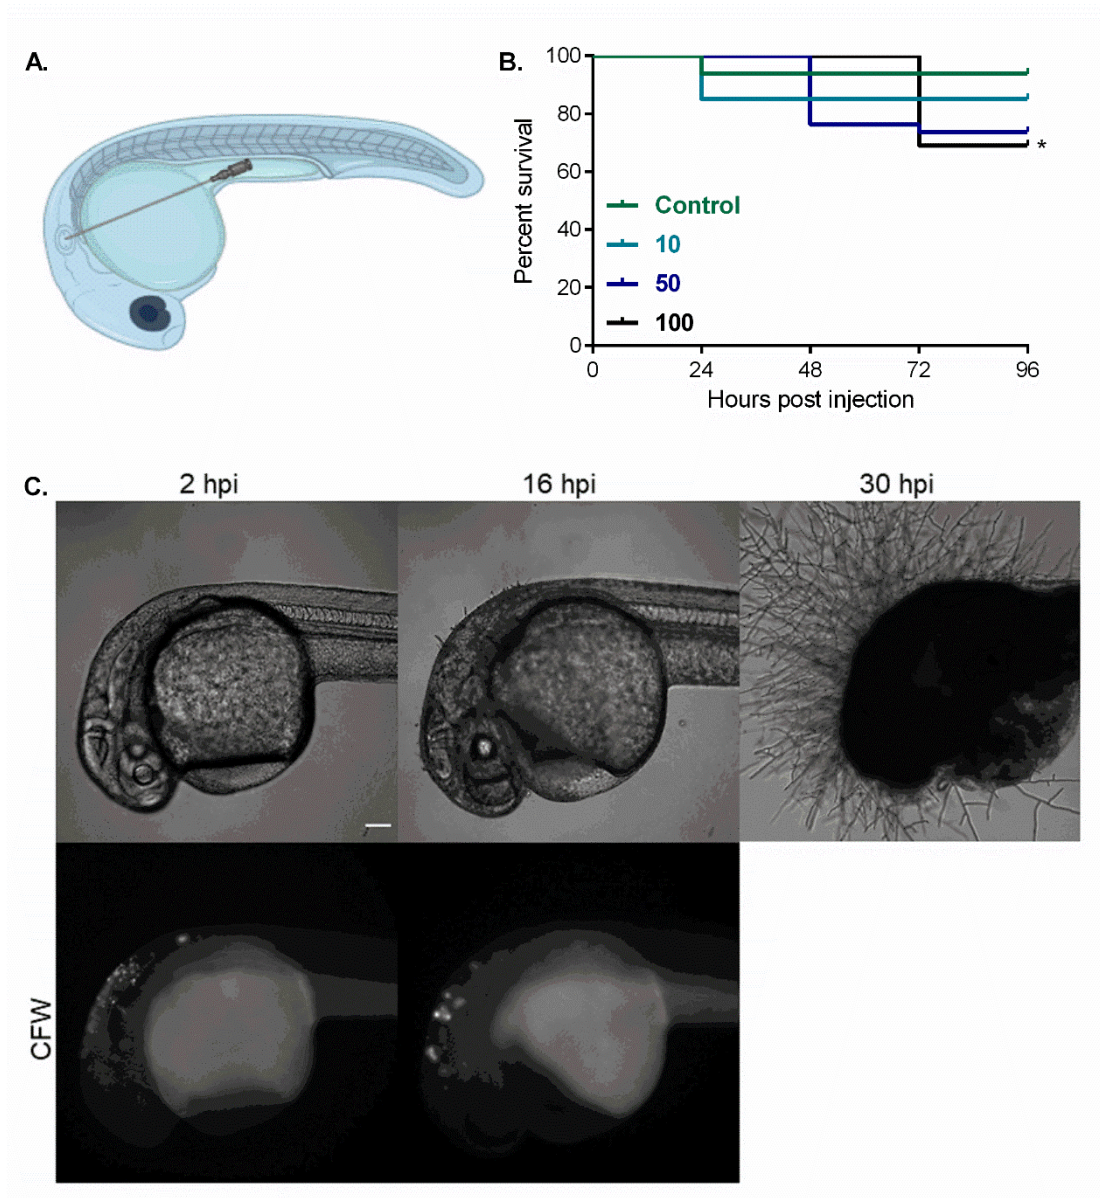 A.
B.
100
80
60
40
20
0
Percent survival
Control
10
50
100
*
0 24 48 72 96
Hours post injection
C.
2 hpi 16 hpi 30 hpi
CFW